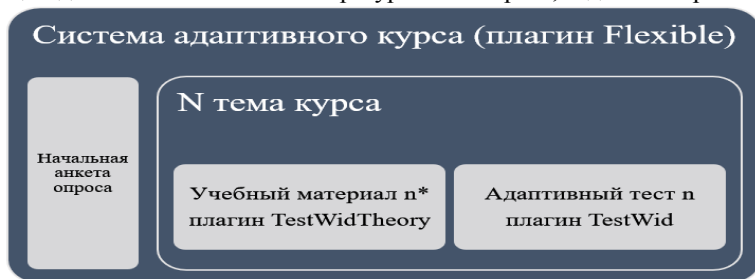 Система адаптивного курса (плагин Flexible)
N тема курса
Начальная
анкета
опроса
Учебный материал n*
плагин TestWidTheory
Адаптивный тест n
плагин TestWid